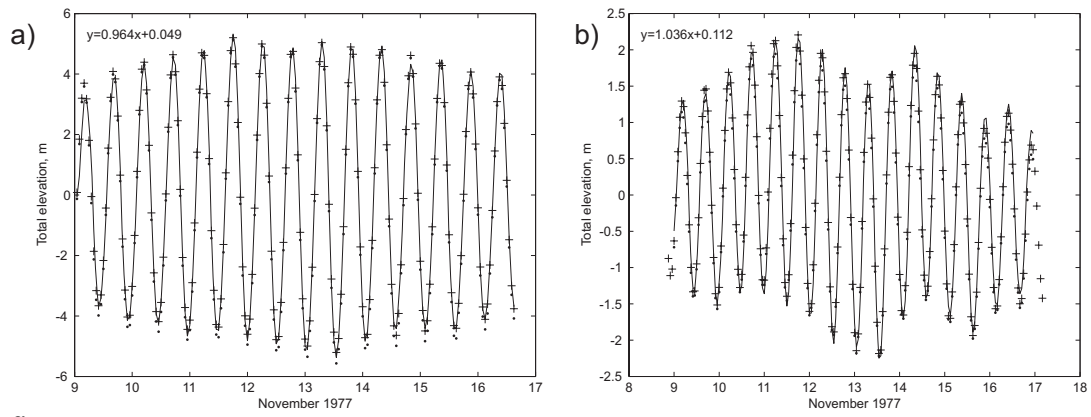 a)
y=0.964x+0.049
Total elevation, m
6
4
2
0
-2
-4
-6
9 10 11 12 13 14 15 16 17
November 1977
b)
y=1.036x+0.112
Total elevation, m
2.5
2
1.5
1
0.5
0
-0.5
-1
-1.5
-2
-2.5
8 9 10 11 12 13 14 15 16 17 18
November 1977